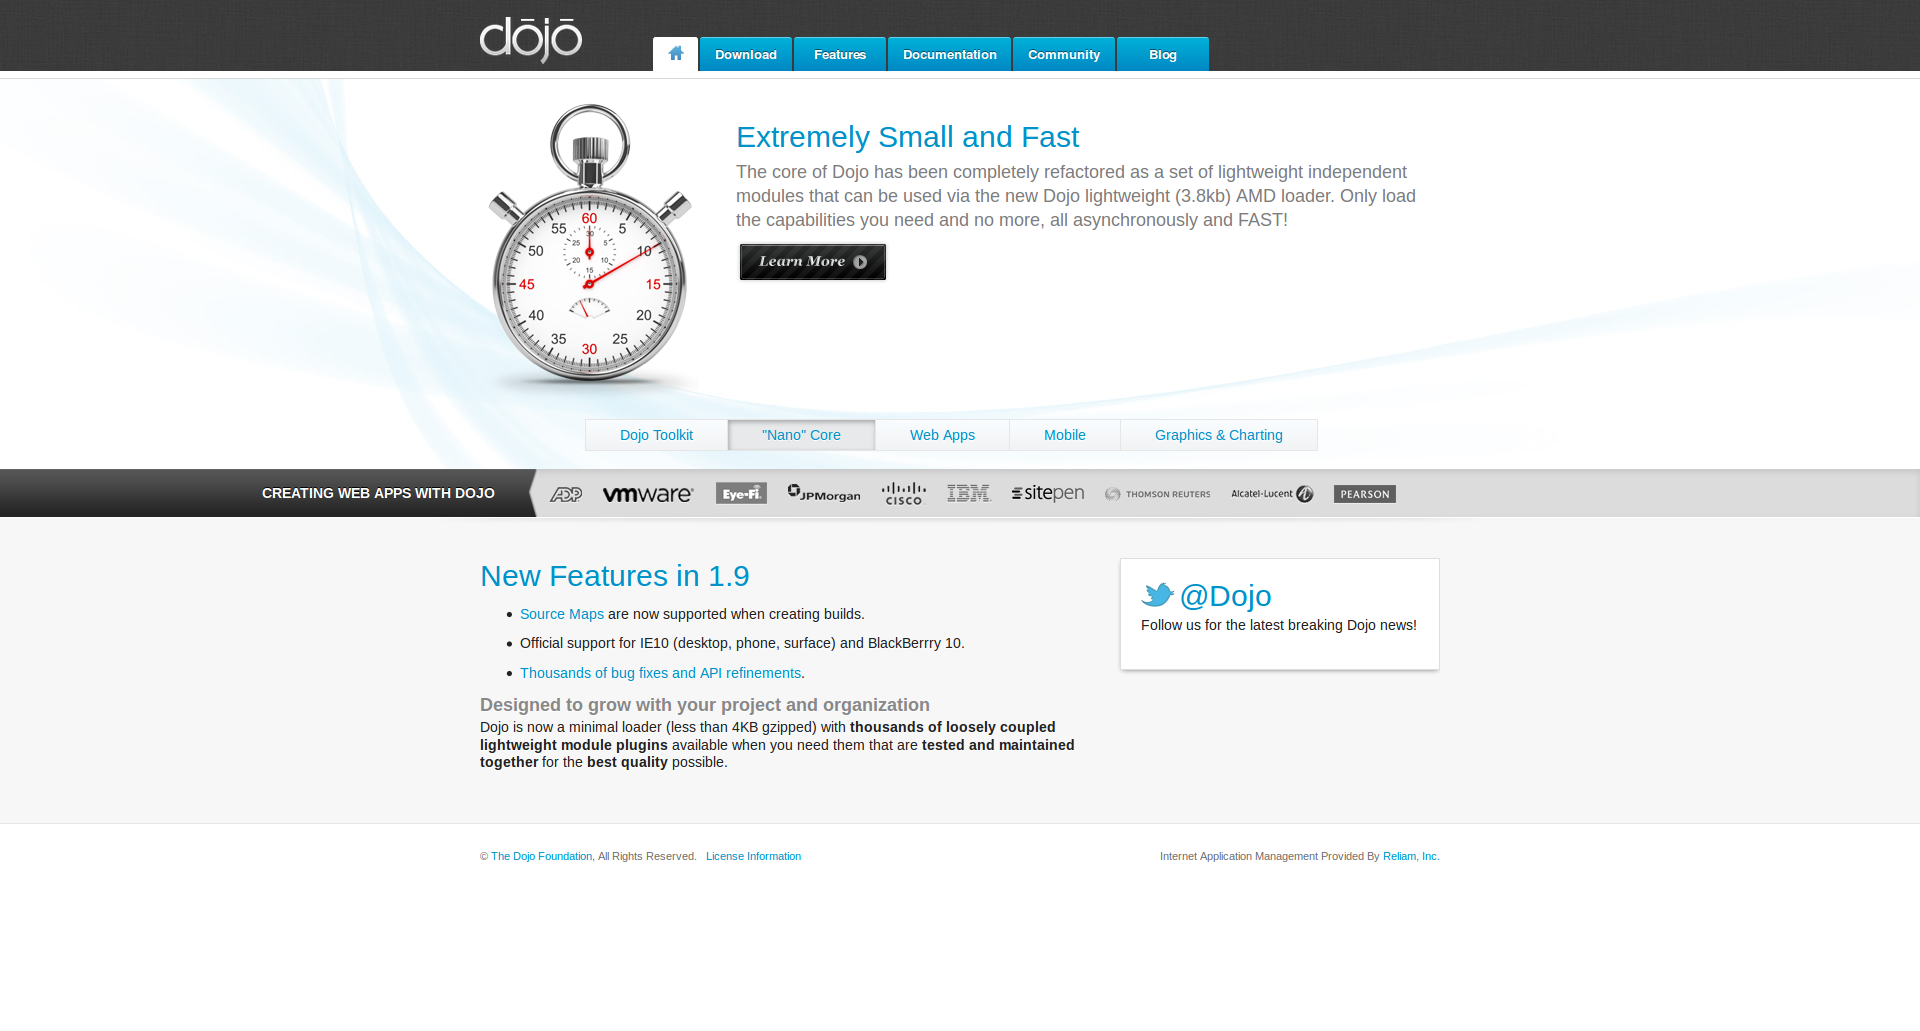 dōjō
Download Features Documentation Community Blog
Extremely Small and Fast
The core of Dojo has been completely refactored as a set of lightweight independent
modules that can be used via the new Dojo lightweight (3.8kb) AMD loader. Only load
the capabilities you need and no more, all asynchronously and FAST!
Learn More
60
55 5
50 10
45 15
40 20
35 25
30
30
25 5
20 10
15
Dojo Toolkit "Nano" Core Web Apps Mobile Graphics & Charting
CREATING WEB APPS WITH DOJO ADP vmware Eye-Fi JPMorgan CISCO IBM sitepen THOMSON REUTERS Alcatel-Lucent PEARSON
New Features in 1.9
Source Maps are now supported when creating builds.
Official support for IE10 (desktop, phone, surface) and BlackBerrry 10.
Thousands of bug fixes and API refinements.
Designed to grow with your project and organization
Dojo is now a minimal loader (less than 4KB gzipped) with thousands of loosely coupled
lightweight module plugins available when you need them that are tested and maintained
together for the best quality possible.
@Dojo
Follow us for the latest breaking Dojo news!
© The Dojo Foundation, All Rights Reserved. License Information
Internet Application Management Provided By Reliam, Inc.